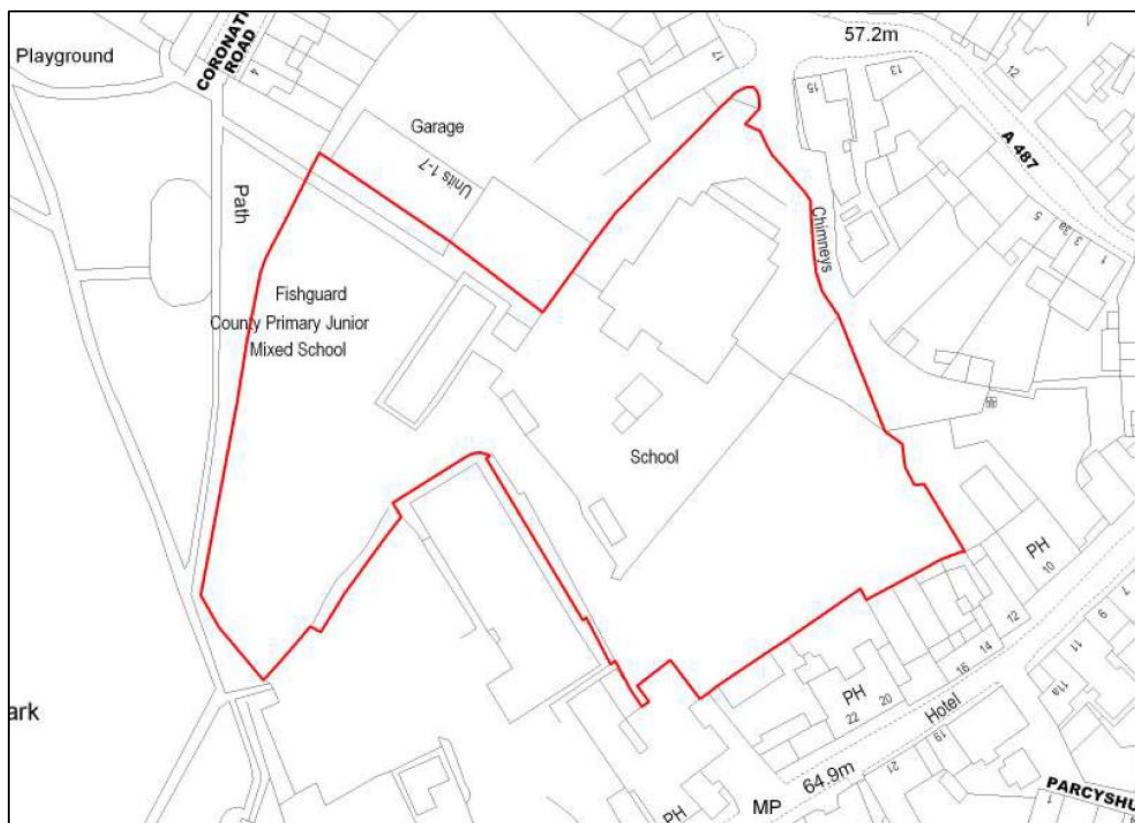 57.2m
Playground
CORONATI
ROAD
4
17
12
13
15
Garage
A 487
Units 1-7
Path
Chimneys
5
3a
3
1
Fishguard
County Primary Junior
Mixed School
School
PH
10
7
9
12
14
11
16
11a
PH
20
22
Hotel
19
ark
21
64.9m
PARCYSHU
1
MP
PH